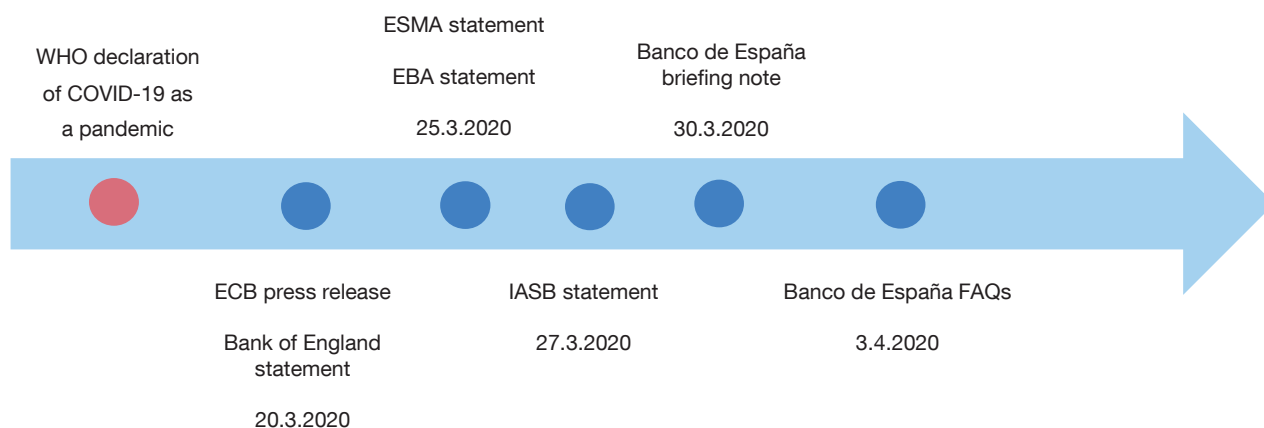 WHO declaration
of COVID-19 as
a pandemic
ECB press release
Bank of England
statement
20.3.2020
ESMA statement
EBA statement
25.3.2020
IASB statement
27.3.2020
Banco de España
briefing note
30.3.2020
Banco de España FAQs
3.4.2020